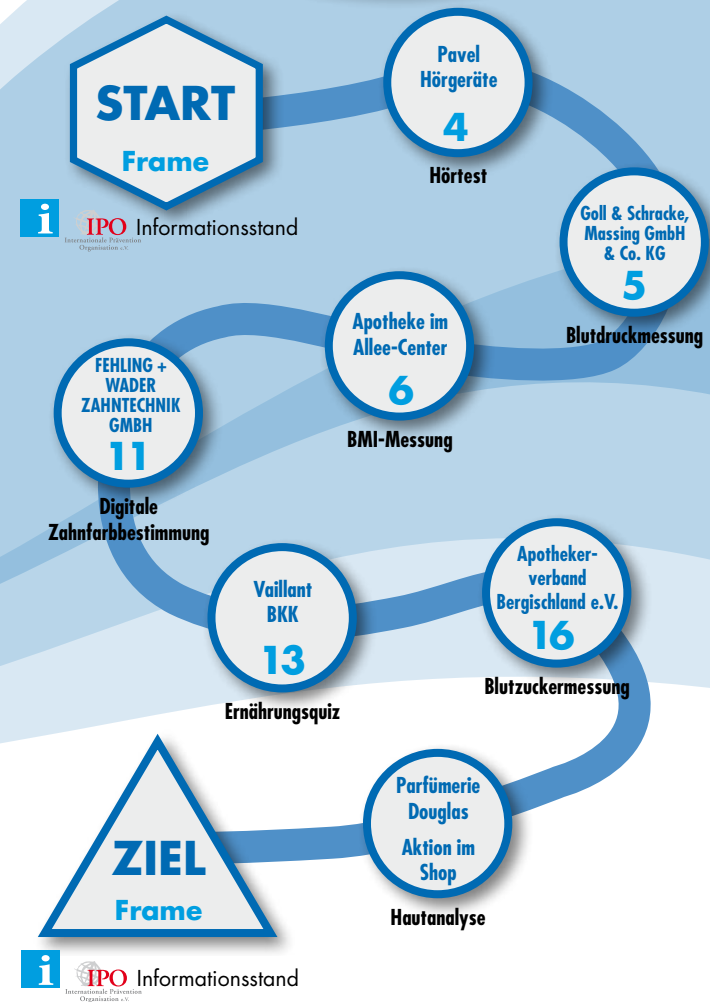 START
Frame
i
IPO Informationsstand
Internationale Prävention
Organisation e.V.
Pavel
Hörgeräte
4
Hörtest
Goll & Schracke,
Massing GmbH
& Co. KG
5
Blutdruckmessung
Apotheke im
Allee-Center
6
BMI-Messung
FEHLING +
WADER
ZAHNTECHNIK
GMBH
11
Digitale
Zahnfarbbestimmung
Vaillant
BKK
13
Ernährungsquiz
Apotheker-
verband
Bergischland e.V.
16
Blutzuckermessung
Parfümerie
Douglas
Aktion im
Shop
Hautanalyse
ZIEL
Frame
i
IPO Informationsstand
Internationale Prävention
Organisation e.V.